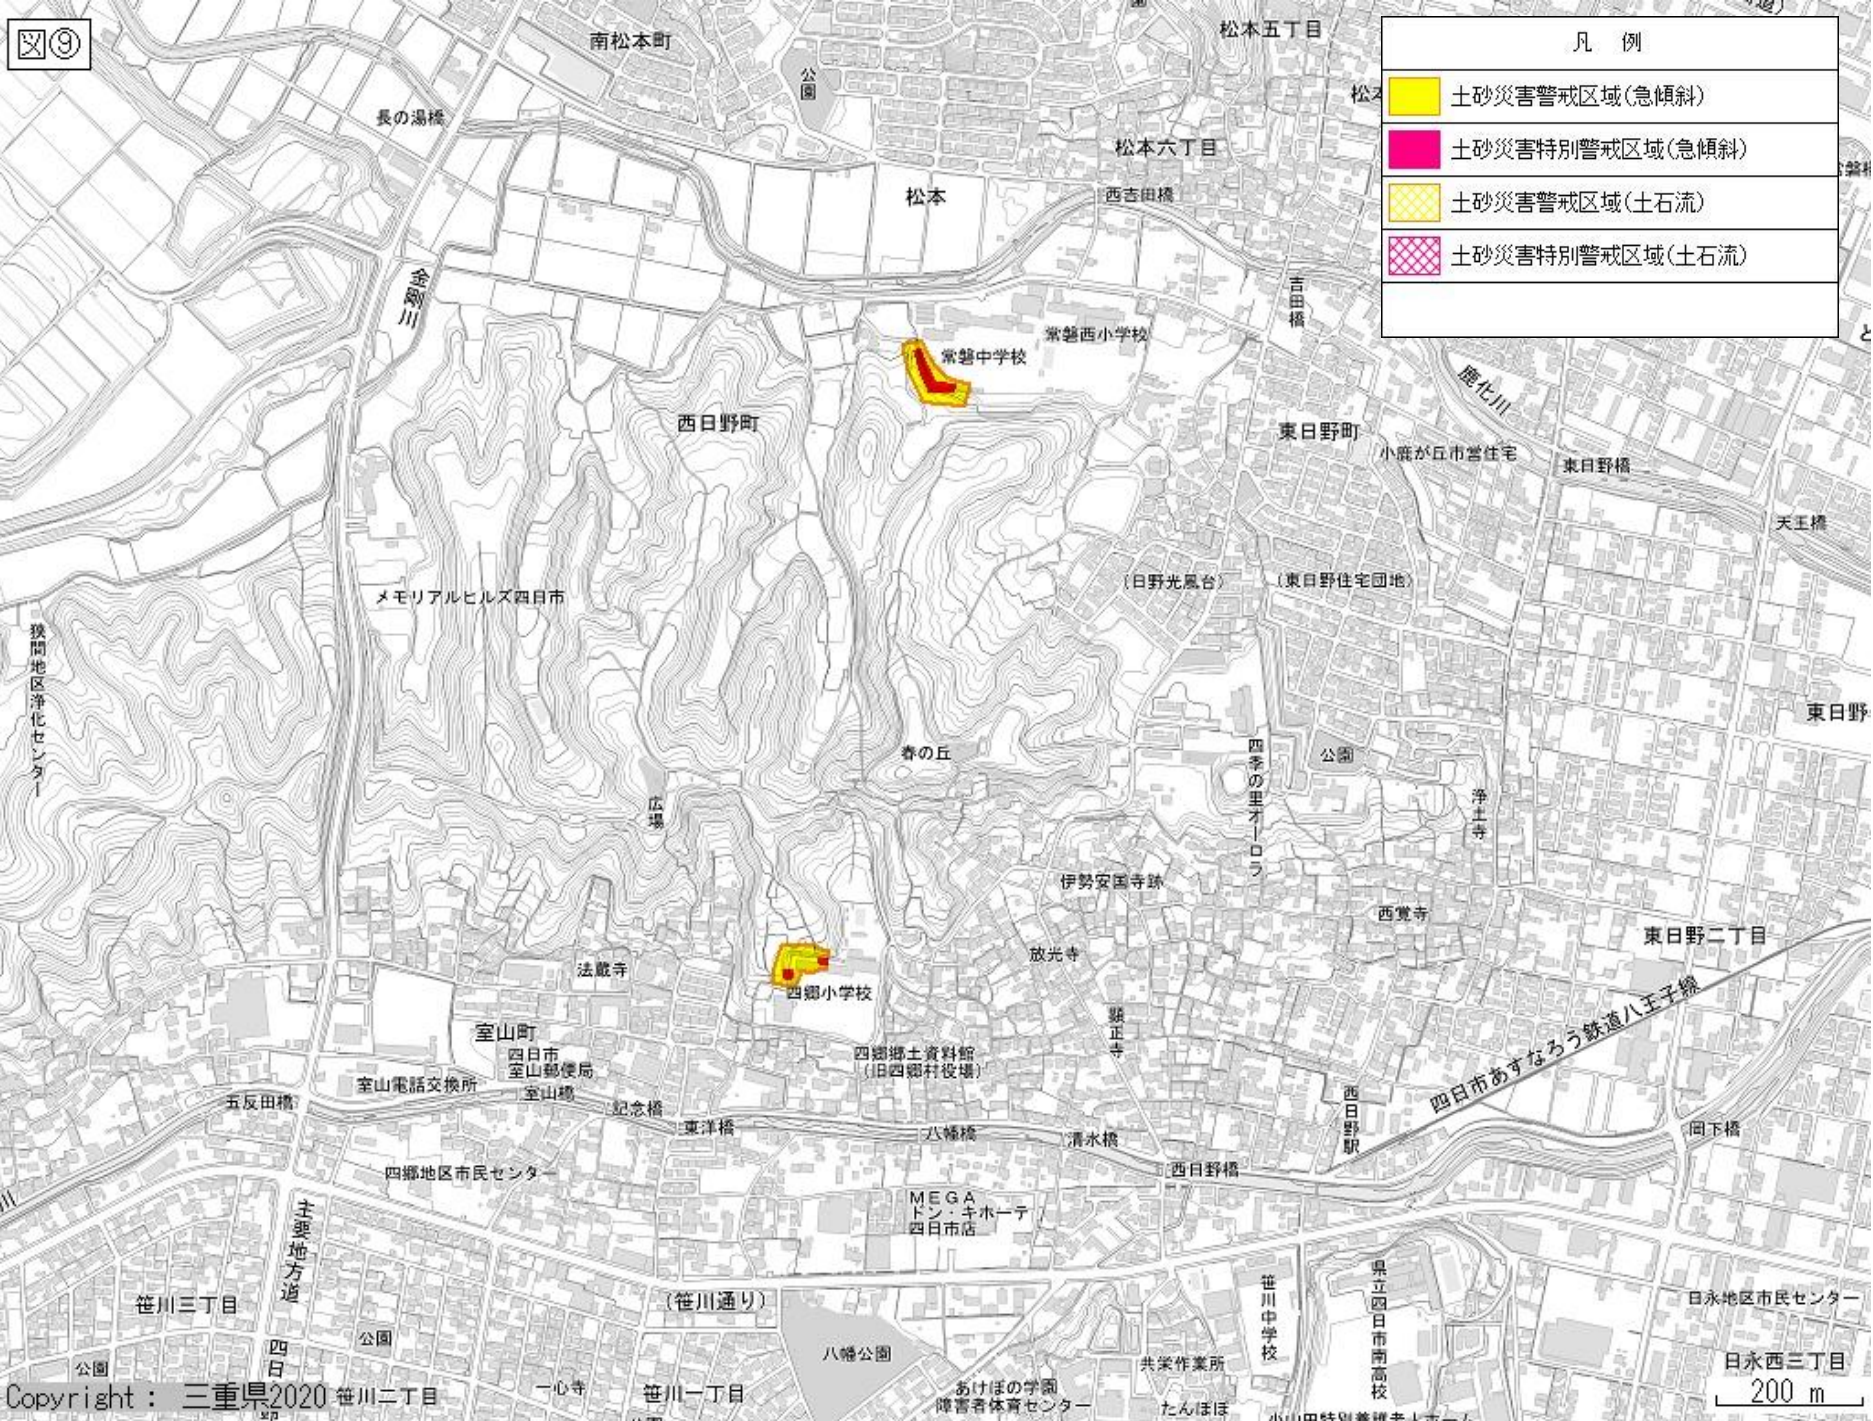 図⑨
凡 例
土砂災害警戒区域(急傾斜)
土砂災害特別警戒区域(急傾斜)
土砂災害警戒区域(土石流)
土砂災害特別警戒区域(土石流)
南松本町
公園
松本五丁目
長の湯橋
松本六丁目
松本
西吉田橋
金溪川
吉田橋
常磐西小学校
常磐中学校
鹿化川
西日野町
東日野町
小鹿が丘市営住宅
東日野橋
天王橋
メモリアルヒルズ四日市
(日野光風台)
(東日野住宅団地)
狭間地区浄化センター
東日野
春の丘
四季の里オーロラ
公園
広場
浄土寺
伊勢安国寺跡
西覚寺
東日野二丁目
法蔵寺
放光寺
四郷小学校
顕正寺
室山町
四日市
室山郵便局
四郷郷土資料館
(旧四郷村役場)
四日市あすなろう鉄道八王子線
室山電話交換所
室山橋
五反田橋
記念橋
西日野駅
東洋橋
八幡橋
清水橋
岡下橋
四郷地区市民センター
西日野橋
MEGA
ドン・キホーテ
四日市店
主要地方道
四日
笹川三丁目
(笹川通り)
笹川中学校
県立四日市南高校
日永地区市民センター
公園
公園
八幡公園
共栄作業所
日永西三丁目
笹川二丁目
一心寺
笹川一丁目
あけぼの学園
障害者体育センター
たんぽぽ
小山田特別養護老人ホーム
Copyright : 三重県2020
200 m